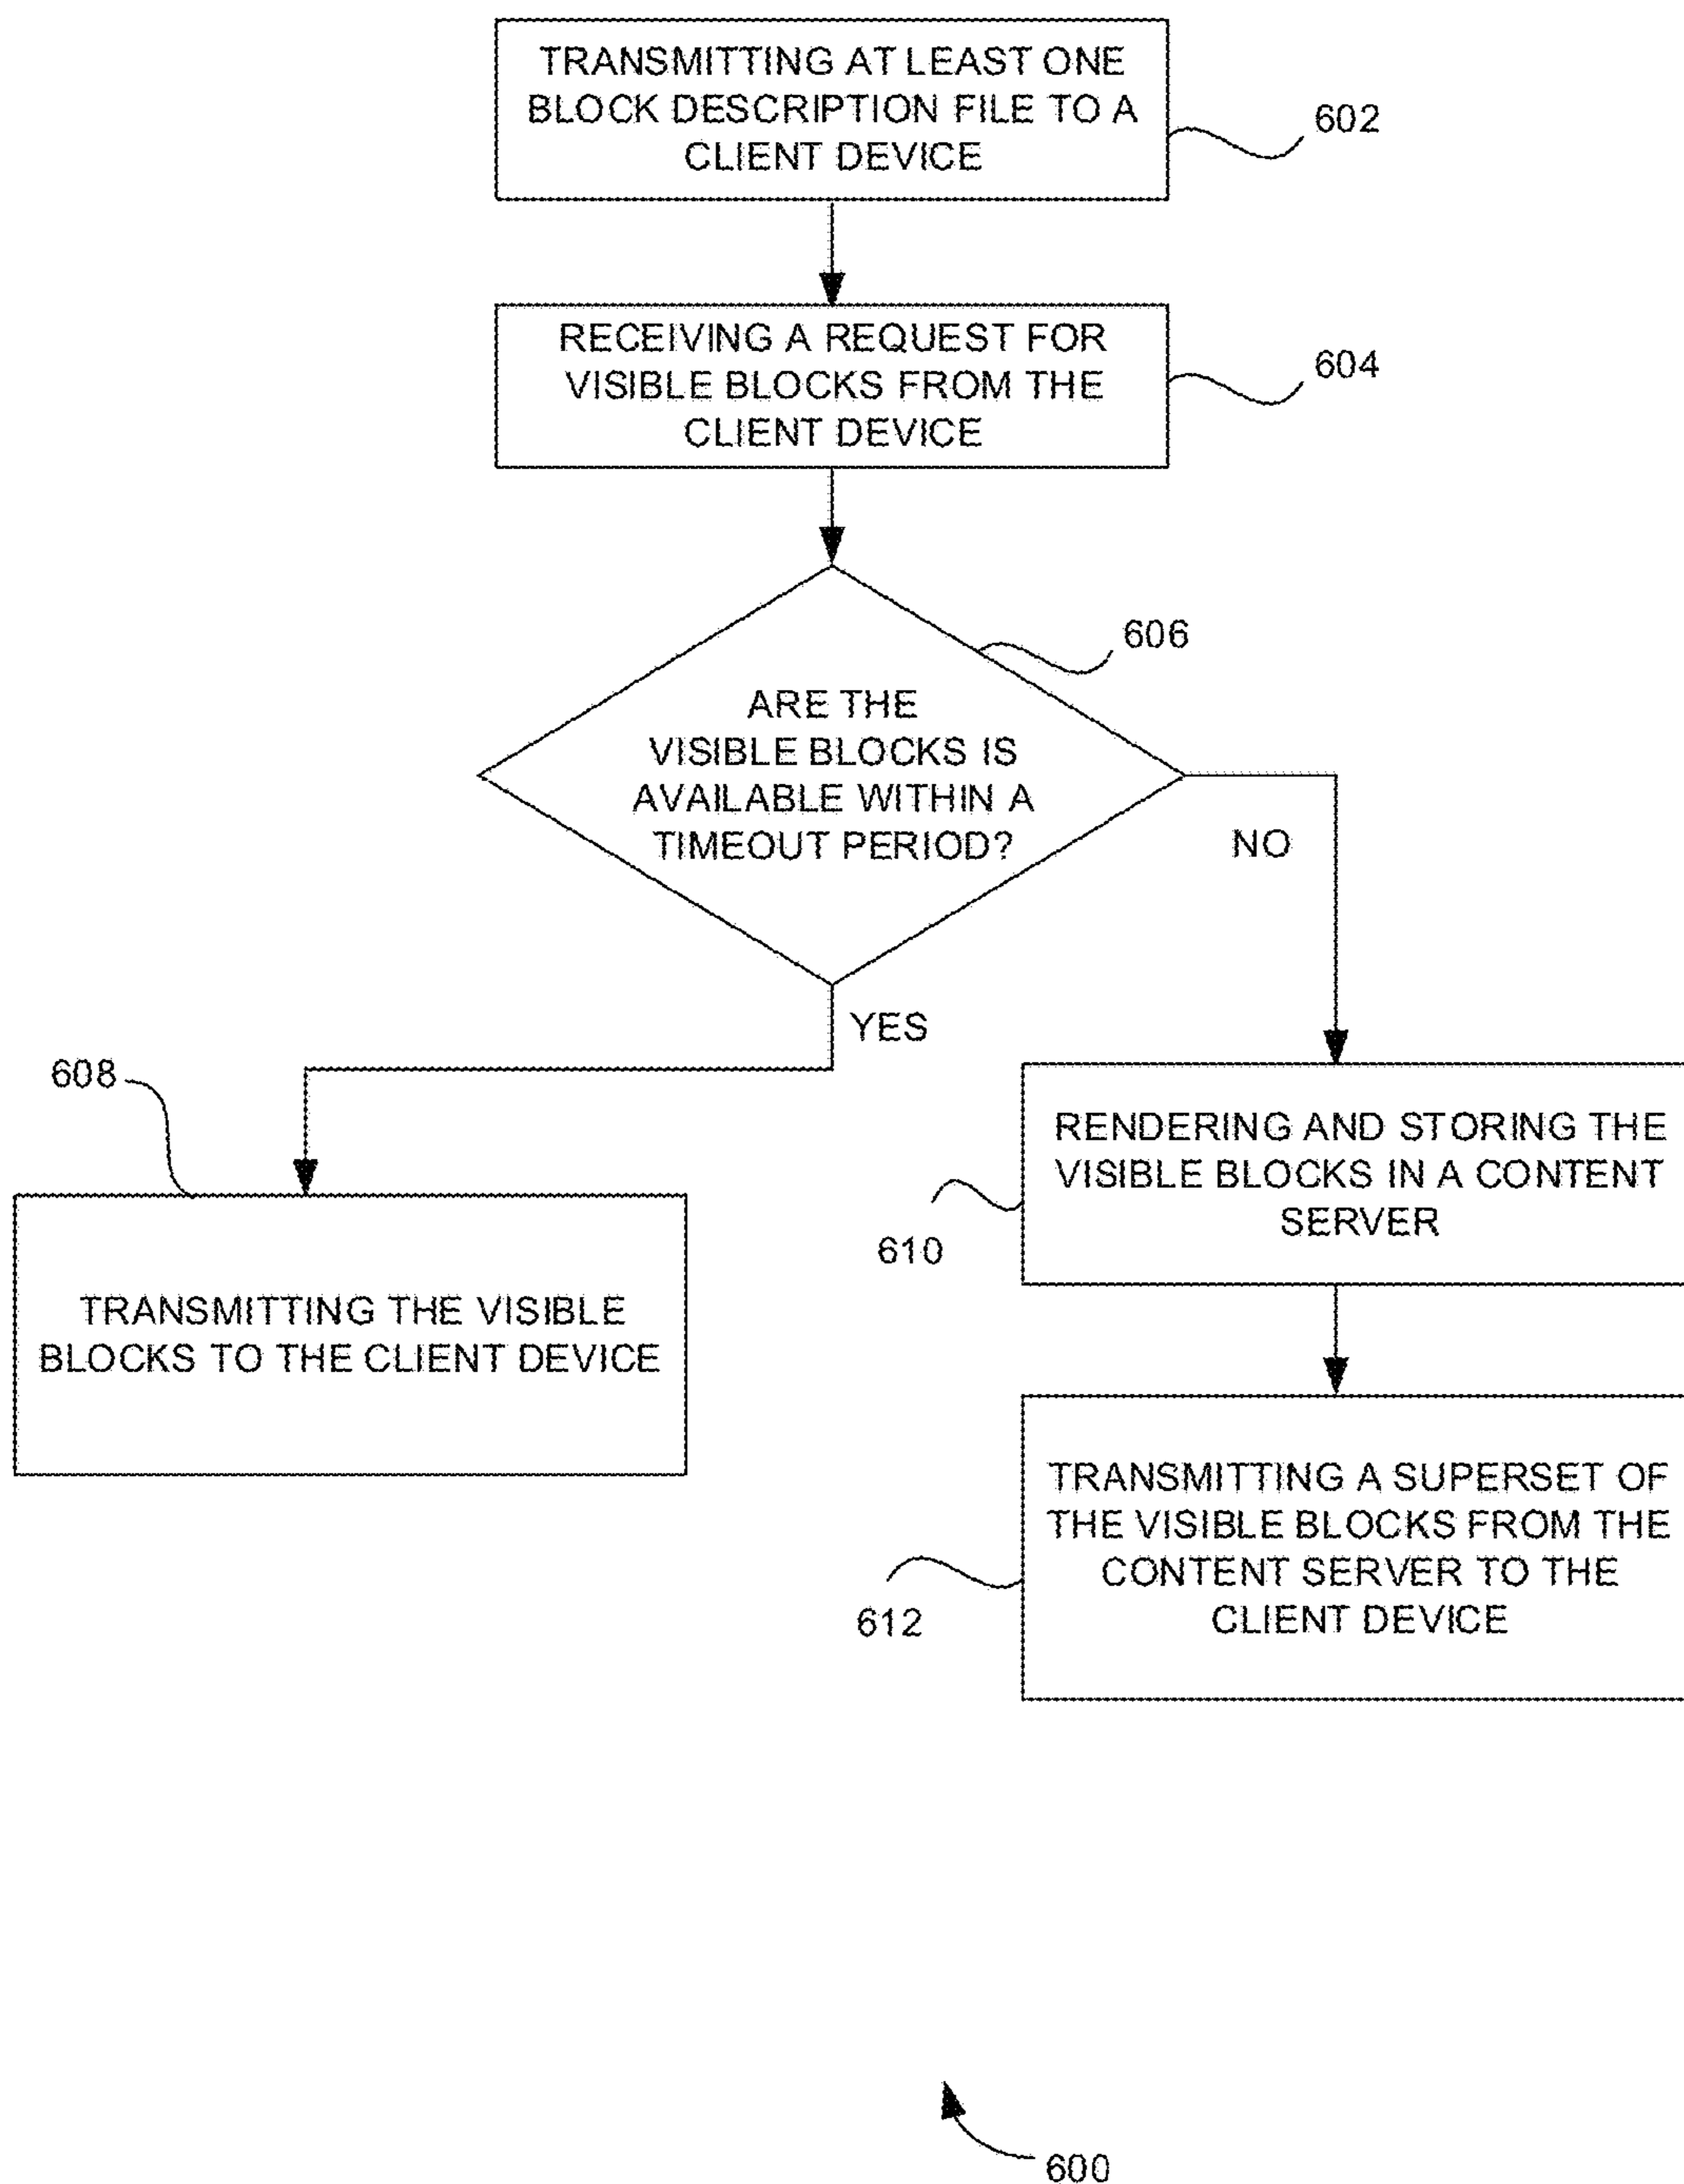 TRANSMITTING AT LEAST ONE
BLOCK DESCRIPTION FILE TO A
CLIENT DEVICE
602
RECEIVING A REQUEST FOR
VISIBLE BLOCKS FROM THE
CLIENT DEVICE
604
606
ARE THE
VISIBLE BLOCKS IS
AVAILABLE WITHIN A
TIMEOUT PERIOD?
NO
YES
608
TRANSMITTING THE VISIBLE
BLOCKS TO THE CLIENT DEVICE
RENDERING AND STORING THE
VISIBLE BLOCKS IN A CONTENT
SERVER
610
TRANSMITTING A SUPERSET OF
THE VISIBLE BLOCKS FROM THE
CONTENT SERVER TO THE
CLIENT DEVICE
612
600